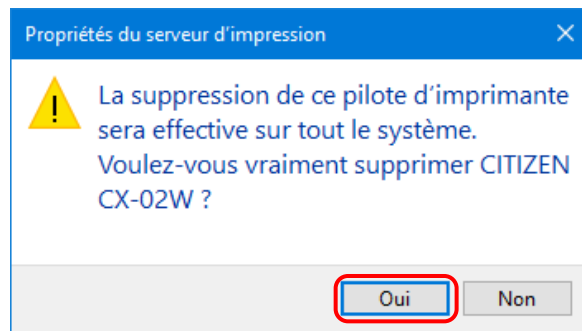 Propriétés du serveur d’impression
La suppression de ce pilote d’imprimante
sera effective sur tout le système.
Voulez-vous vraiment supprimer CITIZEN
CX-02W ?
Oui
Non